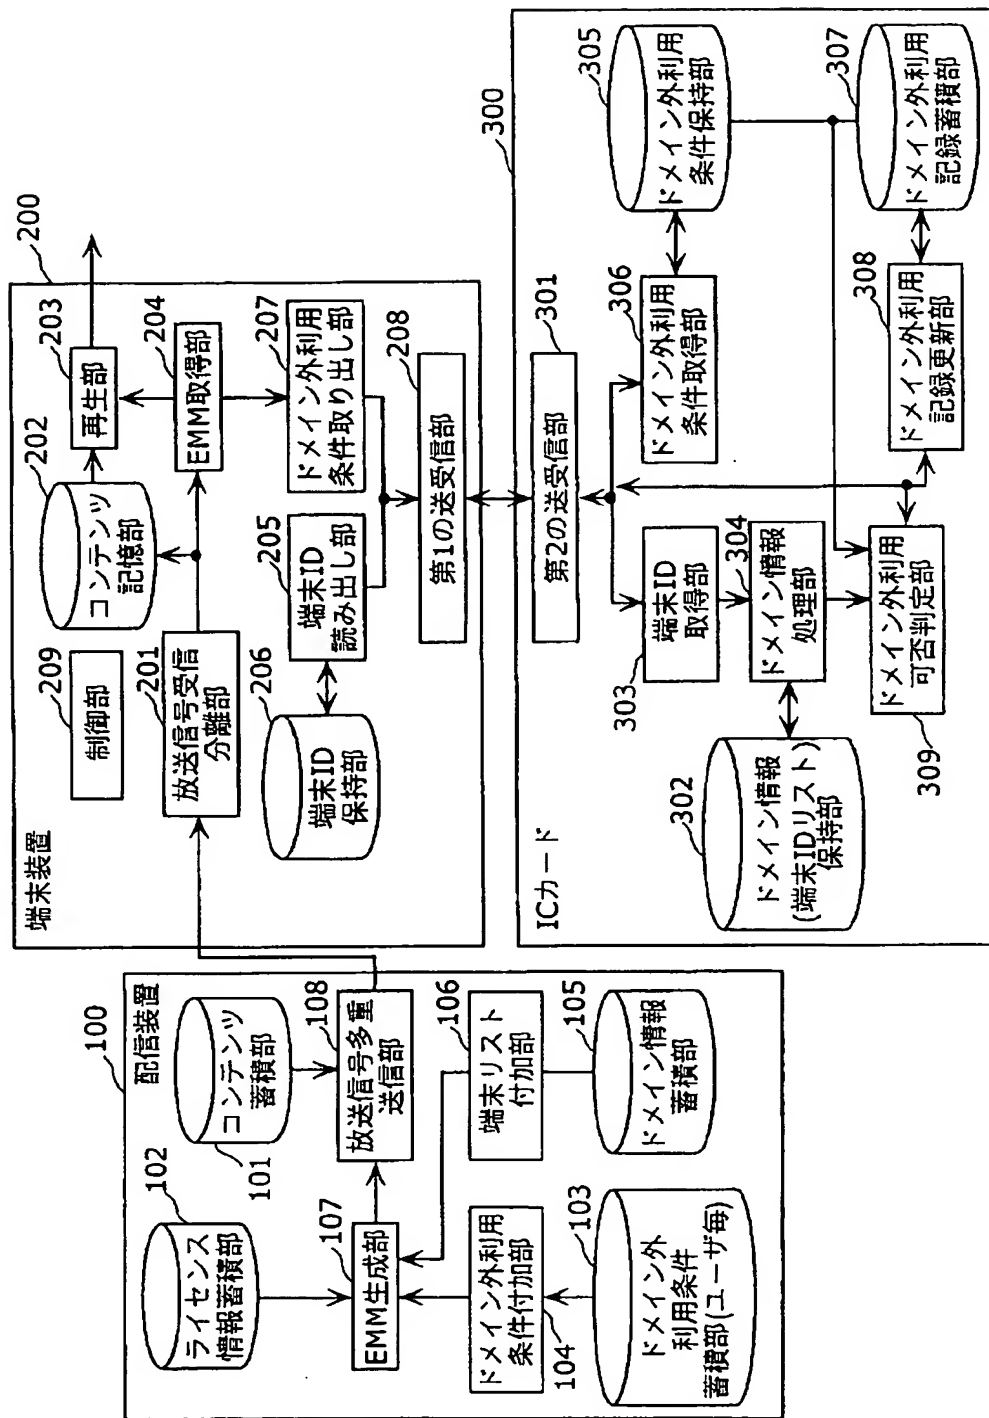 100
配信装置
102
ライセンス
情報蓄積部
101
コンテンツ
蓄積部
107
EMM生成部
108
放送信号多重
送信部
ドメイン外利用
条件付加部
104
106
端末リスト
付加部
ドメイン外
利用条件
蓄積部(ユーザ毎)
103
105
ドメイン情報
蓄積部
200
端末装置
209
制御部
202
コンテンツ
記憶部
203
再生部
201
放送信号受信
分離部
204
EMM取得部
206
端末ID
保持部
205
端末ID
読み出し部
207
ドメイン外利用
条件取り出し部
208
第1の送受信部
300
ICカード
301
第2の送受信部
303
端末ID
取得部
306
ドメイン外利用
条件取得部
305
ドメイン外利用
条件保持部
302
ドメイン情報
(端末IDリスト)
保持部
304
ドメイン情報
処理部
309
ドメイン外利用
可否判定部
308
ドメイン外利用
記録更新部
307
ドメイン外利用
記録蓄積部